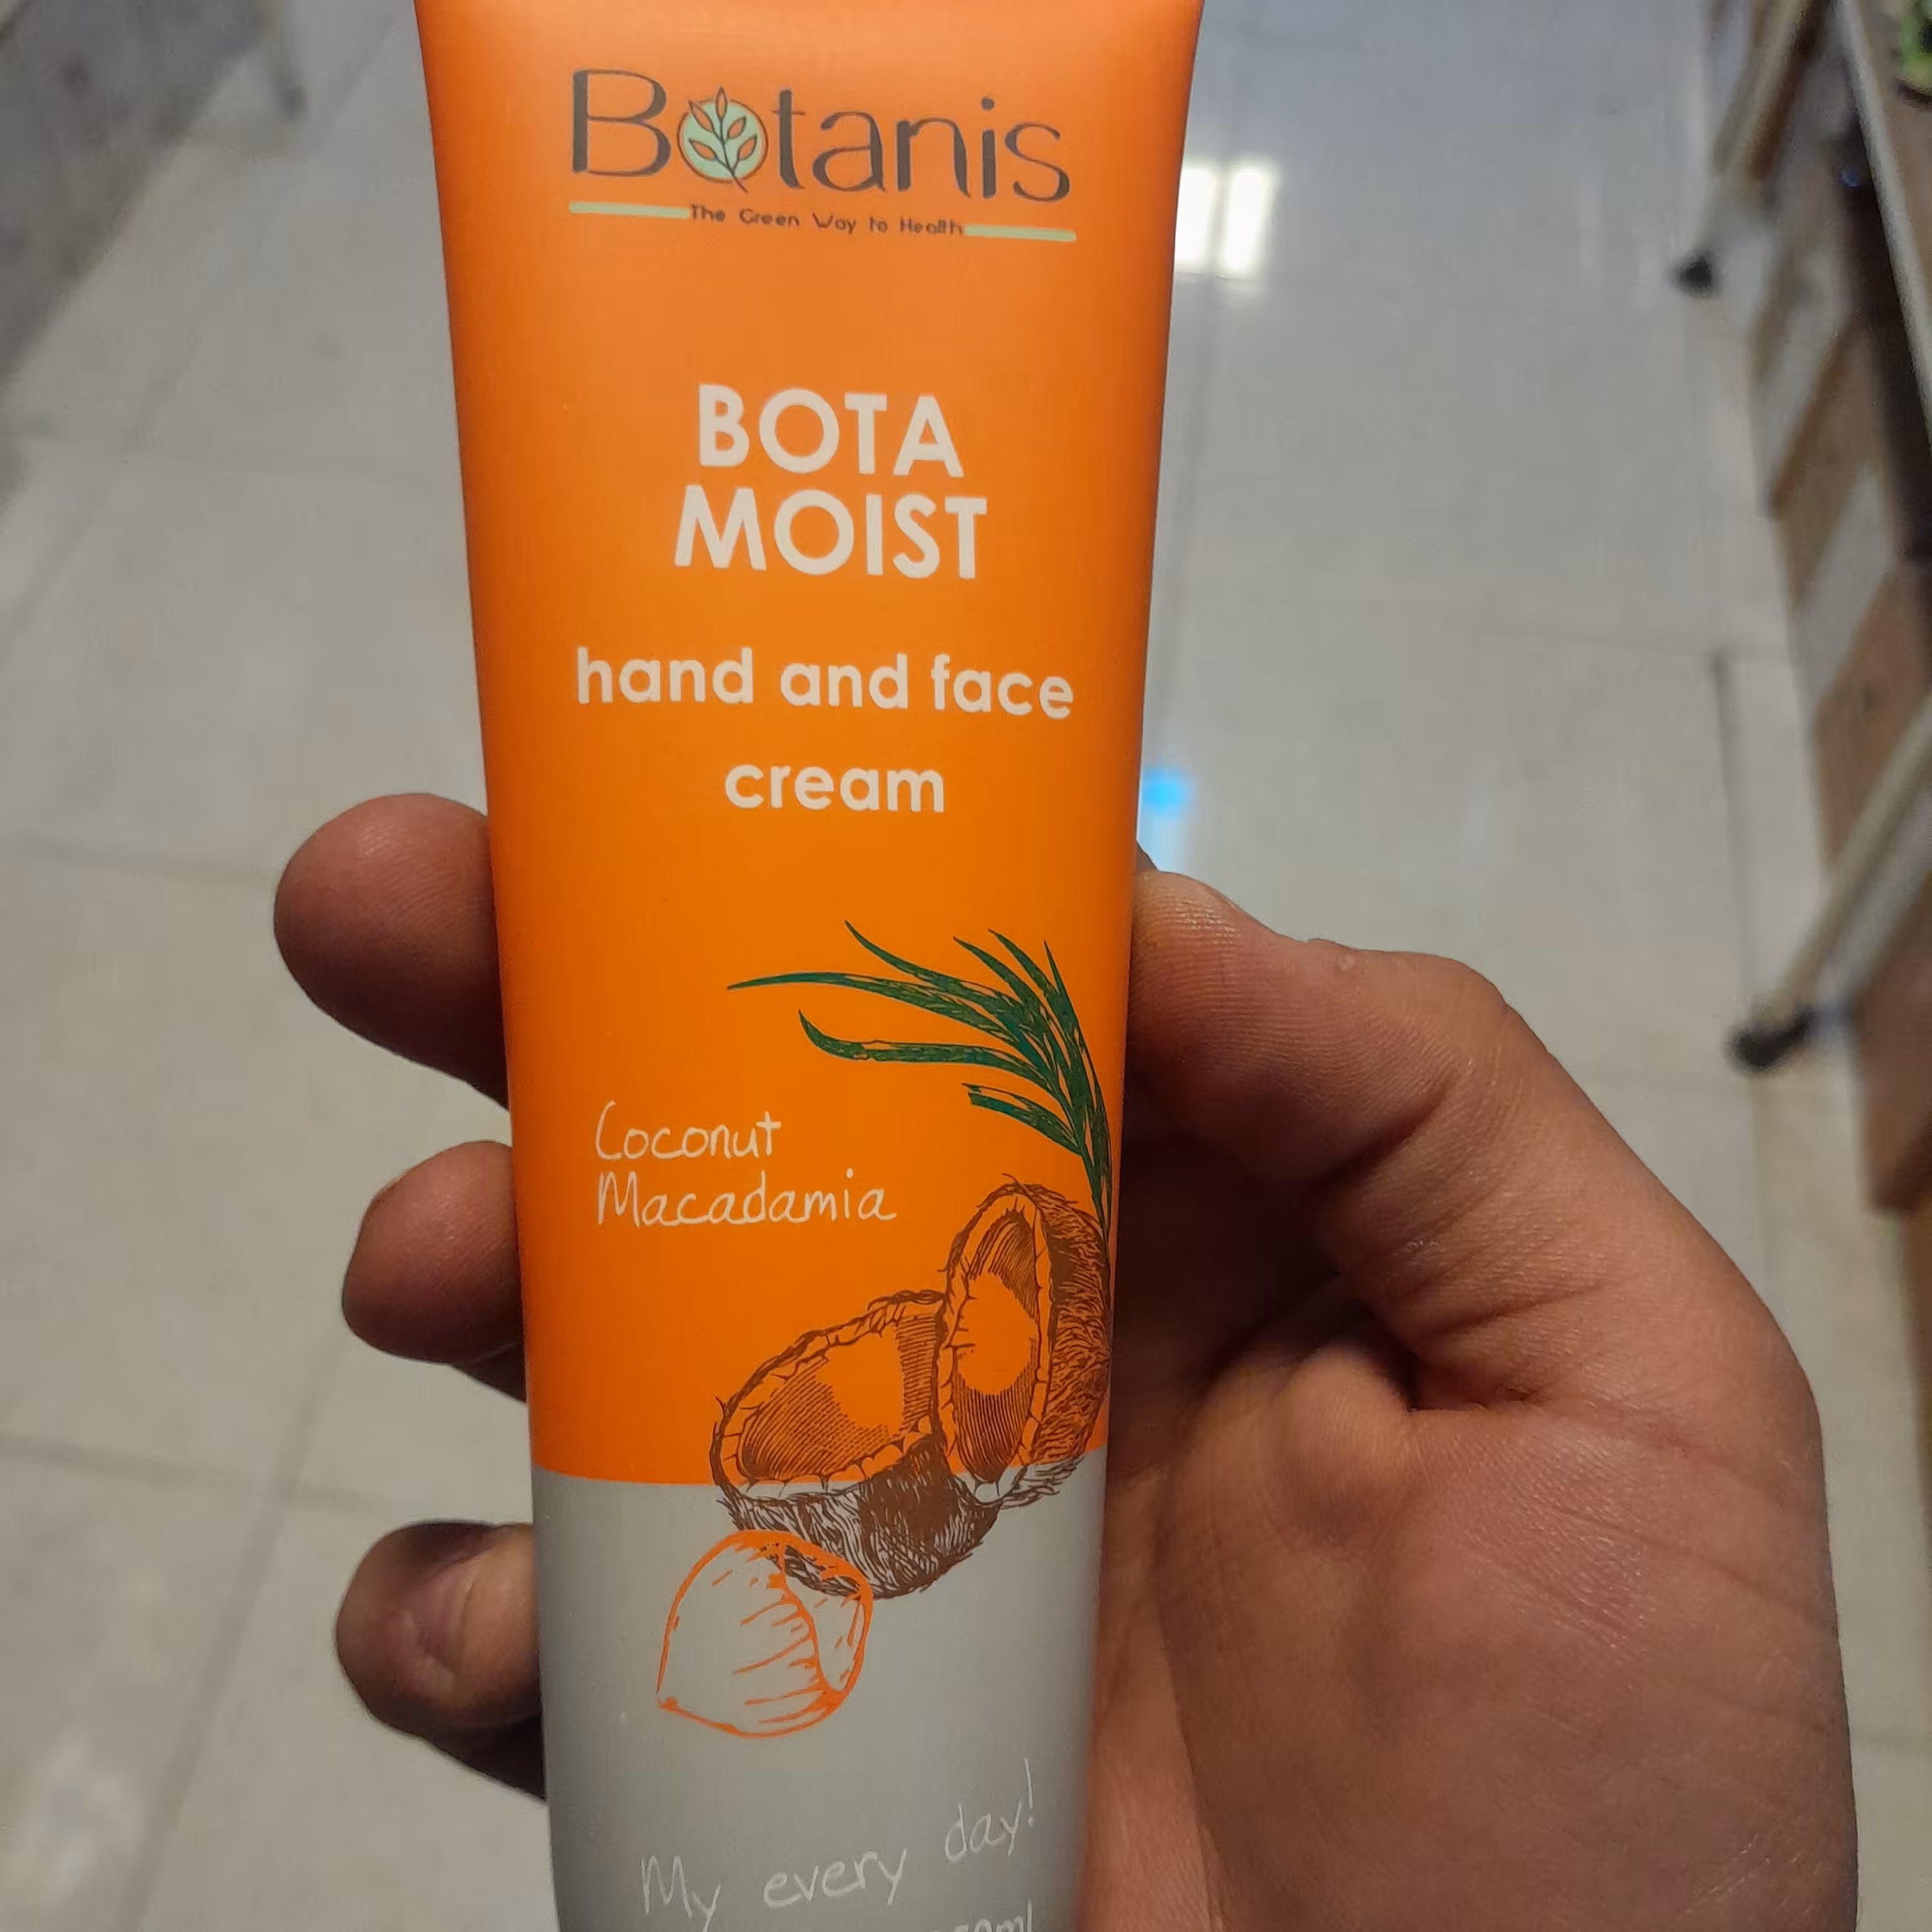 Botanis
The Green Way to Health
BOTA
MOIST
hand and face
cream
Coconut
Macadamia
My every day!